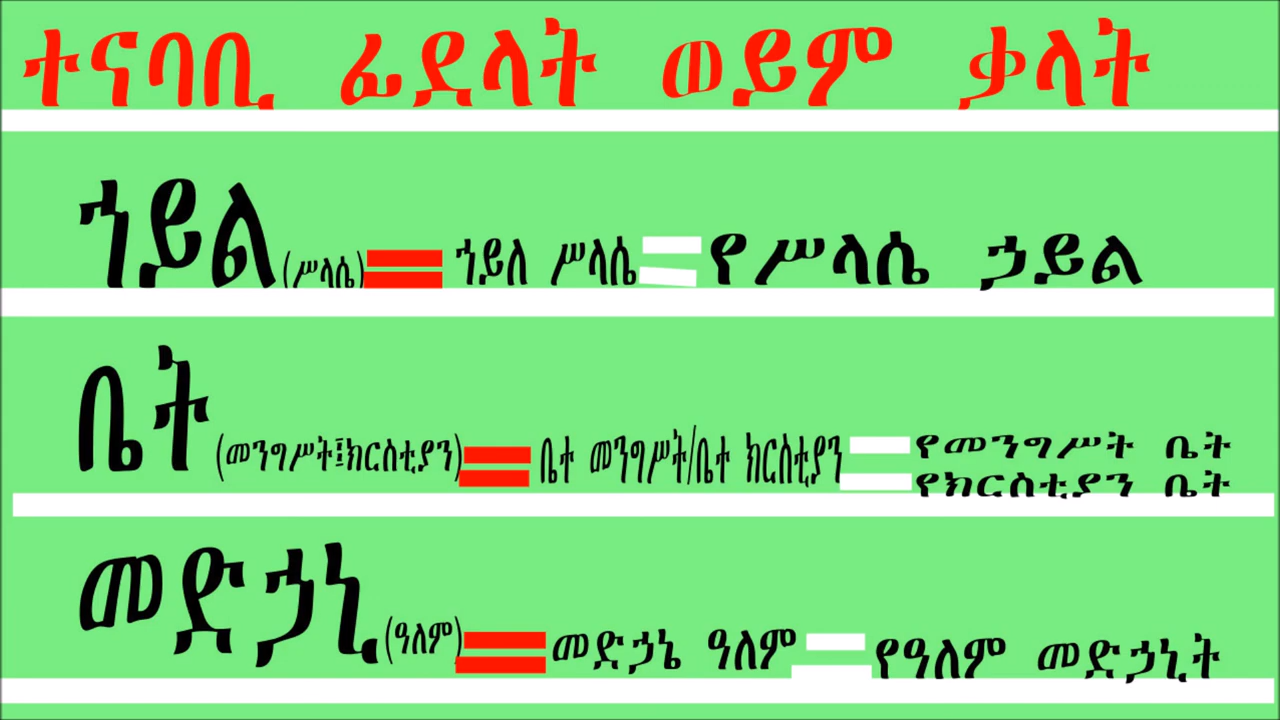 ተናባቢ ፊደላት ወይም ቃላት
ኀይል(ሥላሴ)=ኀይለ ሥላሴ=የሥላሴ ኃይል
ቤት(መንግሥት፤ክርስቲያን)=ቤተ መንግሥት/ቤተ ክርስቲያን=የመንግሥት ቤት
የክርስቲያን ቤት
መድኃኒ(ዓለም)=መድኃኔ ዓለም=የዓለም መድኃኒት